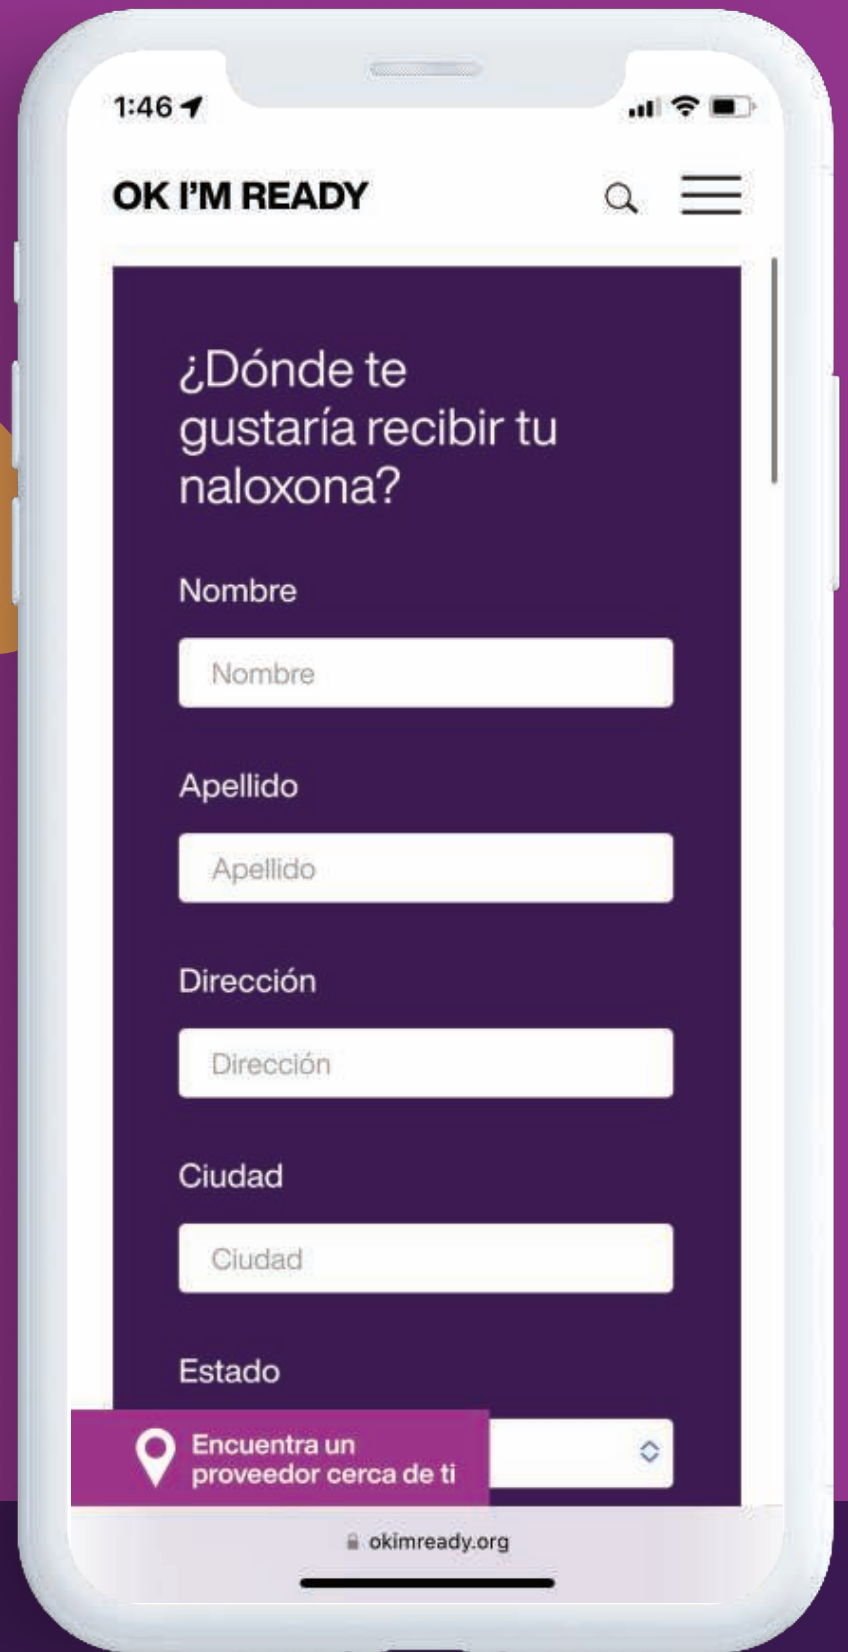 1:46
OK I'M READY
¿Dónde te
gustaría recibir tu
naloxona?
Nombre
Nombre
Apellido
Apellido
Dirección
Dirección
Ciudad
Ciudad
Estado
Encuentra un
proveedor cerca de ti
okimready.org